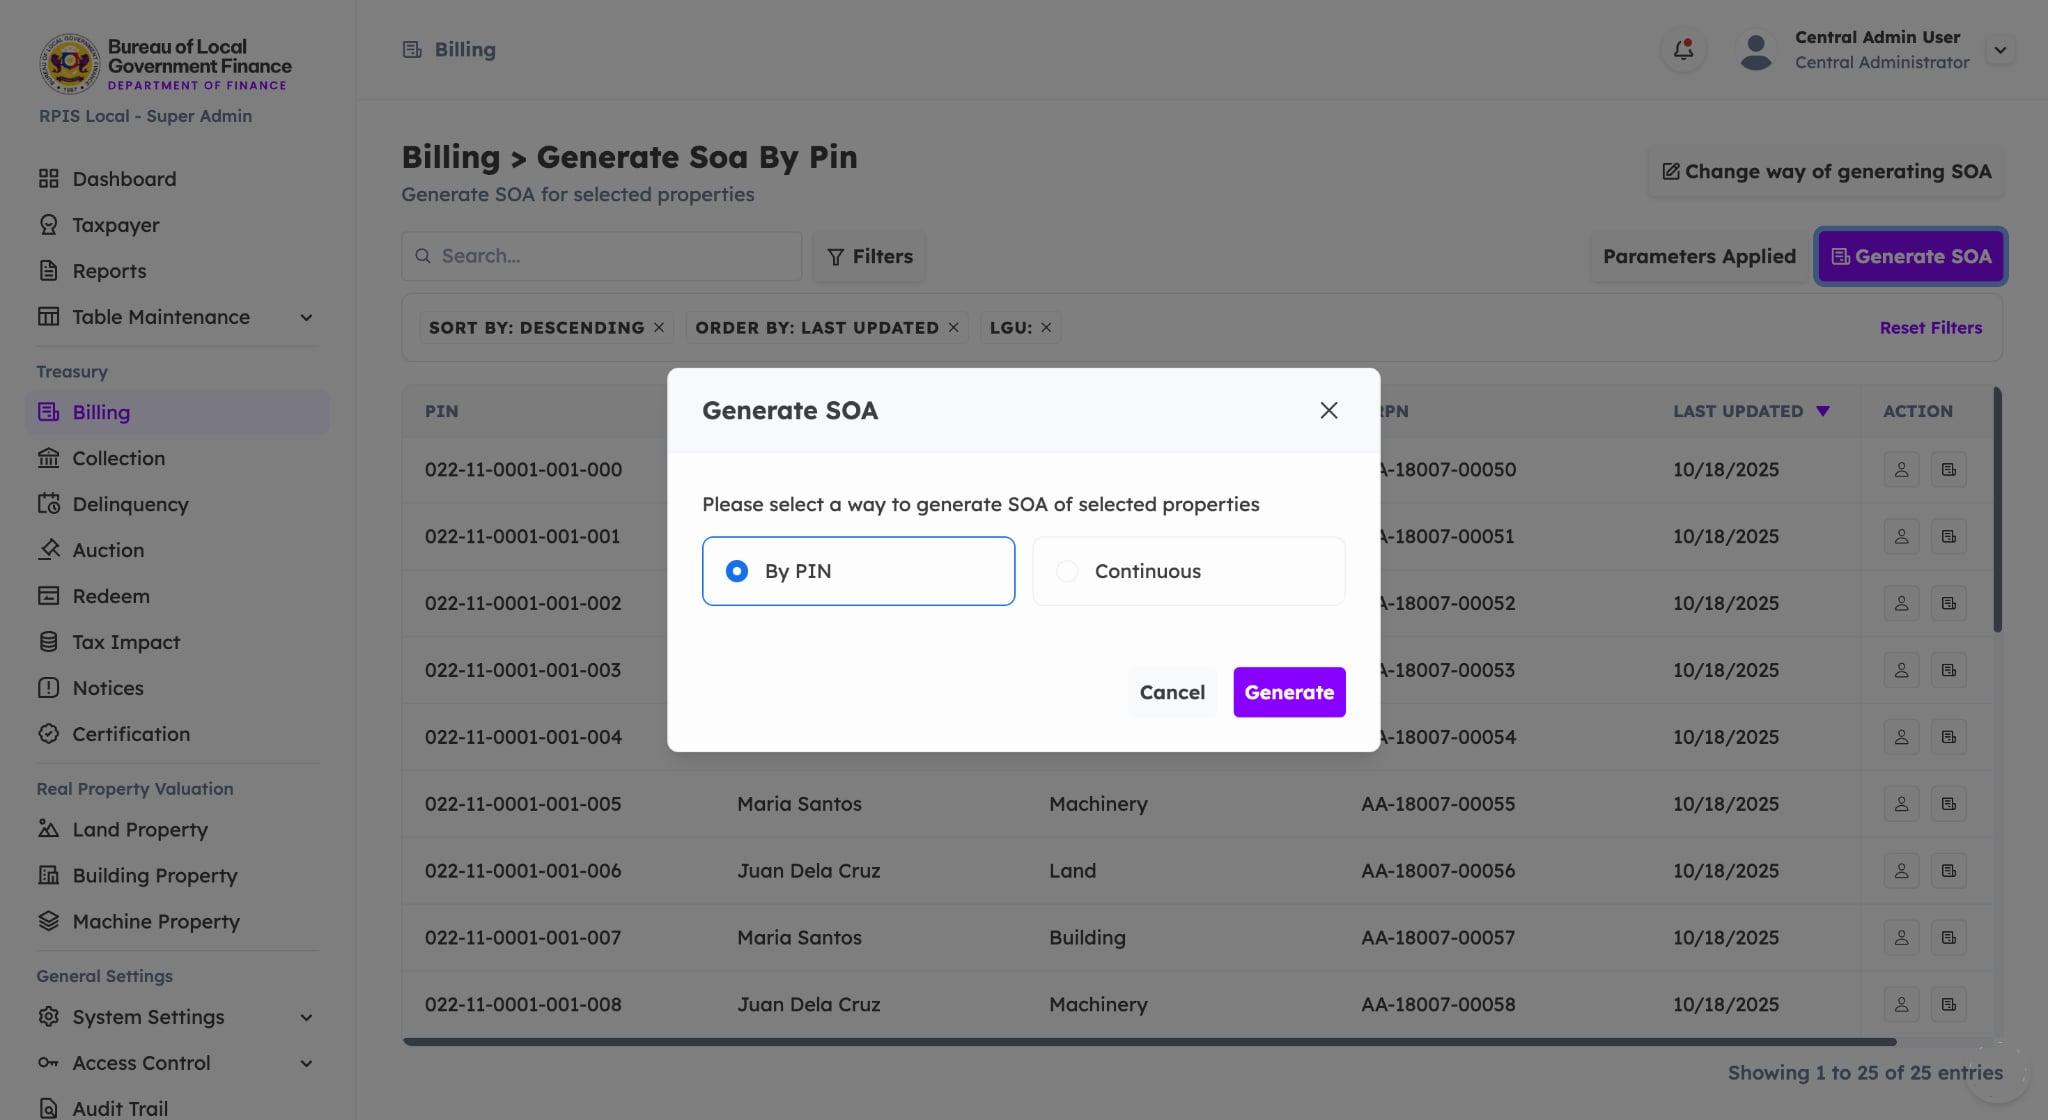 Bureau of Local
Government Finance
DEPARTMENT OF FINANCE
RPIS Local - Super Admin
Dashboard
Taxpayer
Reports
Table Maintenance
Treasury
Billing
Collection
Delinquency
Auction
Redeem
Tax Impact
Notices
Certification
Real Property Valuation
Land Property
Building Property
Machine Property
General Settings
System Settings
Access Control
Audit Trail
Billing
Central Admin User
Central Administrator
Billing > Generate Soa By Pin
Generate SOA for selected properties
Change way of generating SOA
Search...
Filters
Parameters Applied
Generate SOA
SORT BY: DESCENDING
ORDER BY: LAST UPDATED
LGU:
Reset Filters
PIN RPN LAST UPDATED ACTION
022-11-0001-001-000 A-18007-00050 10/18/2025
022-11-0001-001-001 A-18007-00051 10/18/2025
022-11-0001-001-002 A-18007-00052 10/18/2025
022-11-0001-001-003 A-18007-00053 10/18/2025
022-11-0001-001-004 A-18007-00054 10/18/2025
022-11-0001-001-005 Maria Santos Machinery AA-18007-00055 10/18/2025
022-11-0001-001-006 Juan Dela Cruz Land AA-18007-00056 10/18/2025
022-11-0001-001-007 Maria Santos Building AA-18007-00057 10/18/2025
022-11-0001-001-008 Juan Dela Cruz Machinery AA-18007-00058 10/18/2025
Showing 1 to 25 of 25 entries
Generate SOA
Please select a way to generate SOA of selected properties
By PIN
Continuous
Cancel
Generate